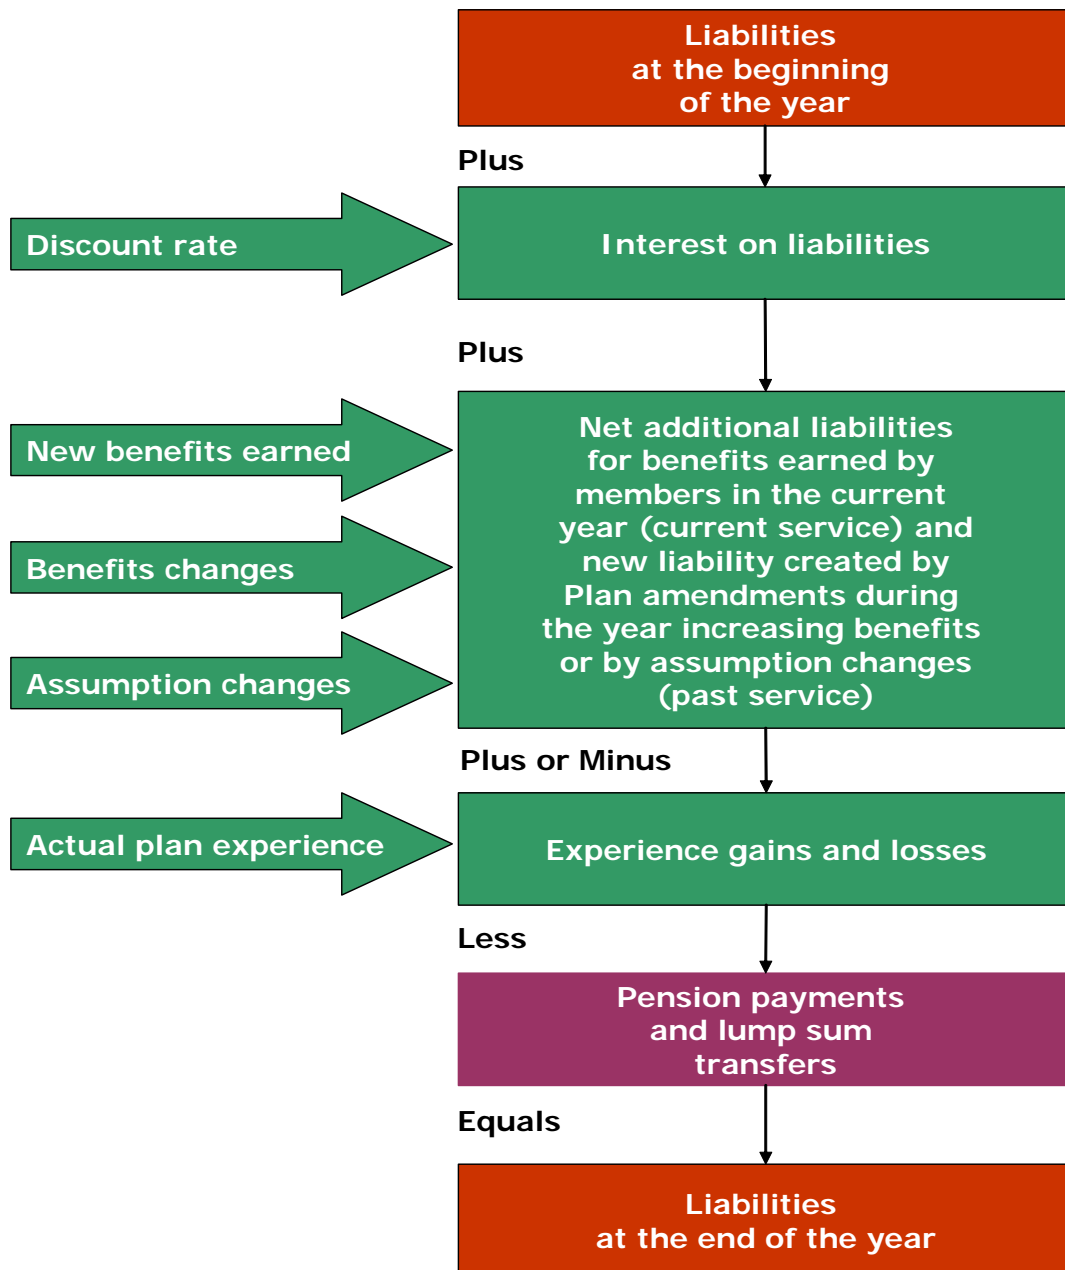 Liabilities
at the beginning
of the year
Plus
Discount rate
Interest on liabilities
Plus
New benefits earned
Benefits changes
Assumption changes
Net additional liabilities
for benefits earned by
members in the current
year (current service) and
new liability created by
Plan amendments during
the year increasing benefits
or by assumption changes
(past service)
Plus or Minus
Actual plan experience
Experience gains and losses
Less
Pension payments
and lump sum
transfers
Equals
Liabilities
at the end of the year